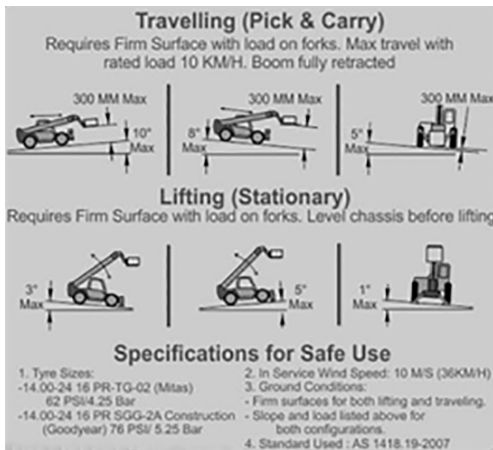 Travelling (Pick & Carry)
Requires Firm Surface with load on forks. Max travel with
rated load 10 KM/H. Boom fully retracted
300 MM Max
10°
Max
300 MM Max
8°
Max
300 MM Max
5°
Max
Lifting (Stationary)
Requires Firm Surface with load on forks. Level chassis before lifting
3°
Max
5°
Max
1°
Max
Specifications for Safe Use
1. Tyre Sizes:
-14.00-24 16 PR-TG-02 (Mitas)
62 PSI/4.25 Bar
-14.00-24 16 PR SGG-2A Construction
(Goodyear) 76 PSI/ 5.25 Bar
2. In Service Wind Speed: 10 M/S (36KM/H)
3. Ground Conditions:
- Firm surfaces for both lifting and traveling.
- Slope and load listed above for
both configurations.
4. Standard Used : AS 1418.19-2007